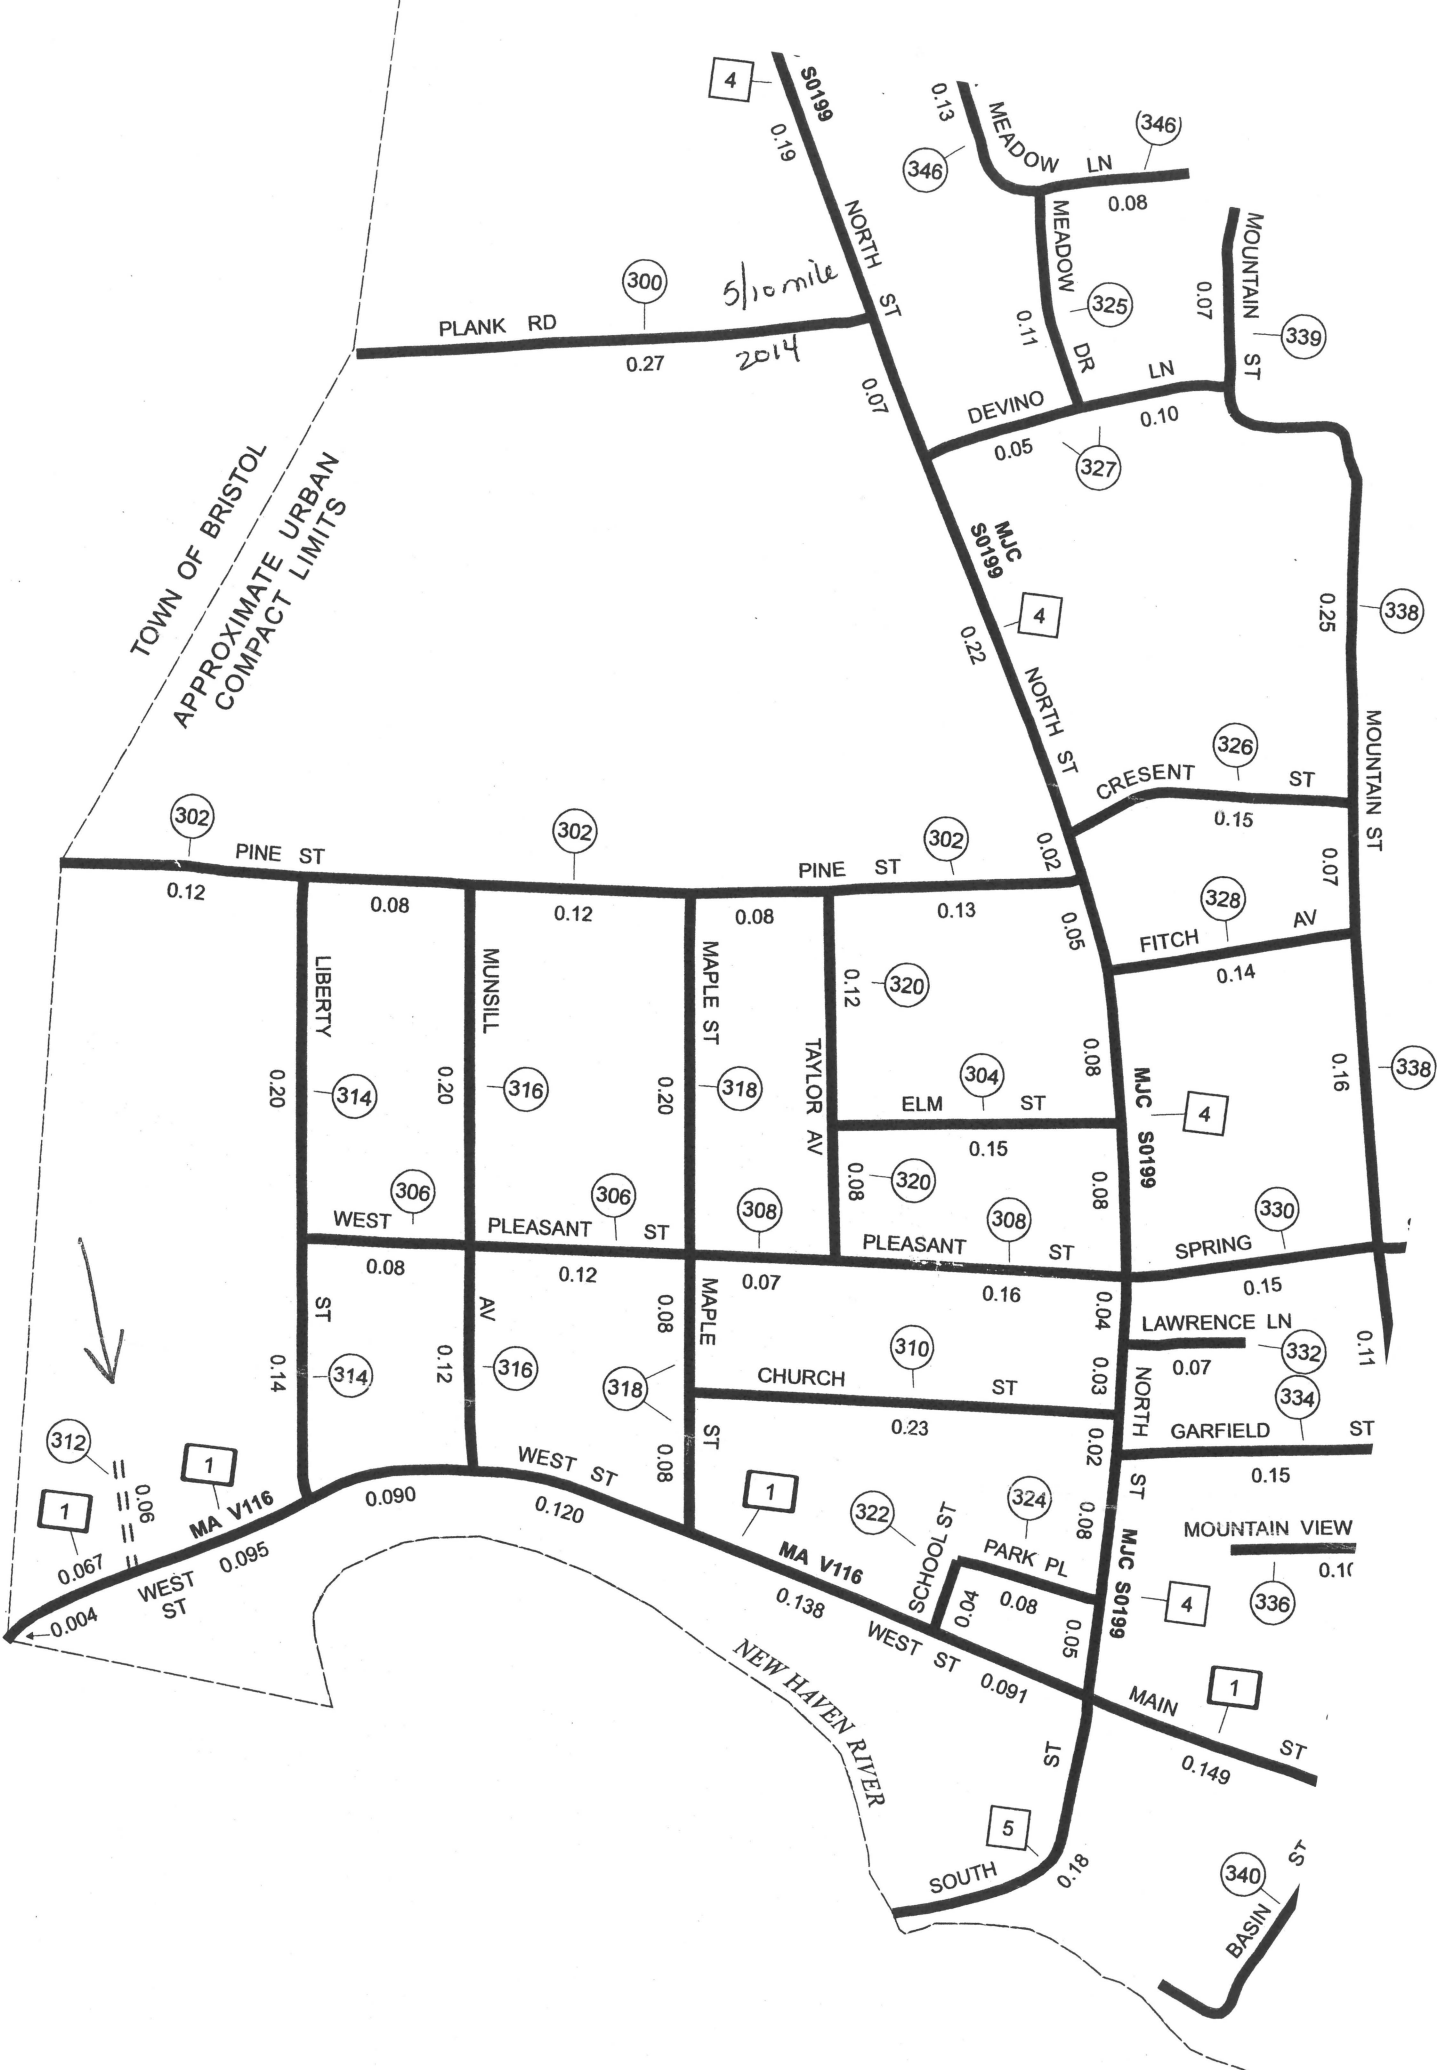 4
S0199
0.19
0.13
MEADOW LN
346
346
0.08
NORTH ST
MEADOW DR
325
0.11
MOUNTAIN ST
0.07
339
300
5/10 mile
PLANK RD
0.27
2014
0.07
DEVINO LN
0.05
0.10
327
TOWN OF BRISTOL
APPROXIMATE URBAN
COMPACT LIMITS
MJC
S0199
4
0.22
NORTH ST
0.25
338
MOUNTAIN ST
326
CRESENT ST
0.15
0.07
302
PINE ST
0.12
0.08
302
0.12
302
PINE ST
0.08
0.13
0.02
0.05
328
FITCH AV
0.14
LIBERTY
0.20
314
MUNSILL
0.20
316
MAPLE ST
0.20
318
0.12
320
TAYLOR AV
304
ELM ST
0.15
0.08
MJC S0199
4
0.16
338
0.08
320
0.08
306
WEST
0.08
306
PLEASANT ST
0.12
308
0.07
PLEASANT ST
308
0.16
330
SPRING
0.15
0.04
LAWRENCE LN
0.07
332
0.11
ST
0.14
314
AV
0.12
316
0.08
MAPLE
318
ST
0.08
310
CHURCH ST
0.23
0.03
NORTH ST
0.02
334
GARFIELD ST
0.15
312
0.06
1
1
MA V116
0.067
0.095
WEST
ST
0.004
0.090
WEST ST
0.120
1
MA V116
0.138
322
SCHOOL ST
0.04
324
PARK PL
0.08
0.08
0.05
MJC S0199
4
MOUNTAIN VIEW
0.1
336
WEST ST
0.091
MAIN ST
1
0.149
NEW HAVEN RIVER
ST
5
SOUTH
0.18
340
BASIN ST